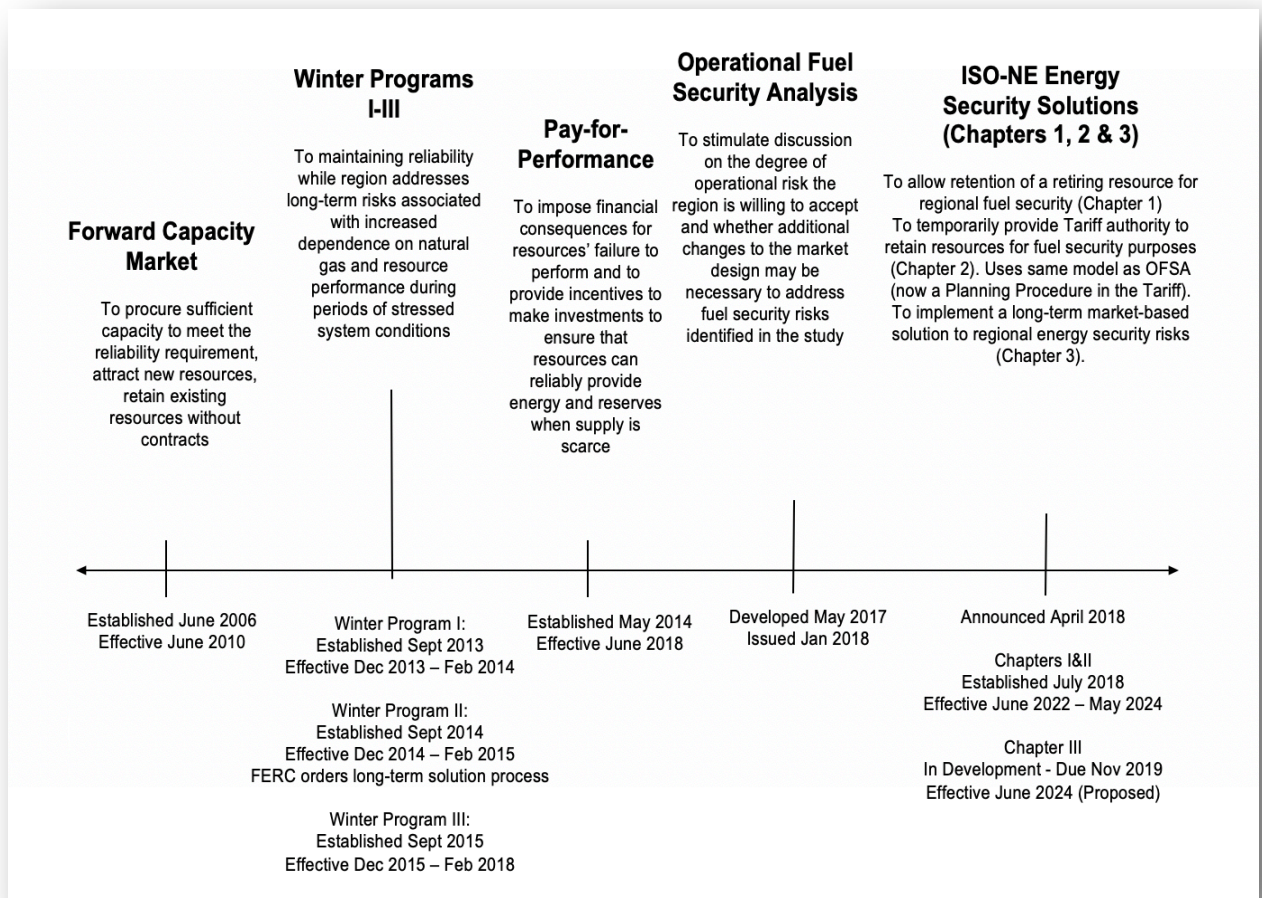 Forward Capacity
Market
To procure sufficient
capacity to meet the
reliability requirement,
attract new resources,
retain existing
resources without
contracts
Established June 2006
Effective June 2010
Winter Programs
I-III
To maintaining reliability
while region addresses
long-term risks associated
with increased
dependence on natural
gas and resource
performance during
periods of stressed
system conditions
Winter Program I:
Established Sept 2013
Effective Dec 2013 – Feb 2014
Winter Program II:
Established Sept 2014
Effective Dec 2014 – Feb 2015
FERC orders long-term solution process
Winter Program III:
Established Sept 2015
Effective Dec 2015 – Feb 2018
Pay-for-
Performance
To impose financial
consequences for
resources' failure to
perform and to
provide incentives to
make investments to
ensure that
resources can
reliably provide
energy and reserves
when supply is
scarce
Established May 2014
Effective June 2018
Operational Fuel
Security Analysis
To stimulate discussion
on the degree of
operational risk the
region is willing to accept
and whether additional
changes to the market
design may be
necessary to address
fuel security risks
identified in the study
Developed May 2017
Issued Jan 2018
ISO-NE Energy
Security Solutions
(Chapters 1, 2 & 3)
To allow retention of a retiring resource for
regional fuel security (Chapter 1)
To temporarily provide Tariff authority to
retain resources for fuel security purposes
(Chapter 2). Uses same model as OFSA
(now a Planning Procedure in the Tariff).
To implement a long-term market-based
solution to regional energy security risks
(Chapter 3).
Announced April 2018
Chapters I&II
Established July 2018
Effective June 2022 – May 2024
Chapter III
In Development - Due Nov 2019
Effective June 2024 (Proposed)